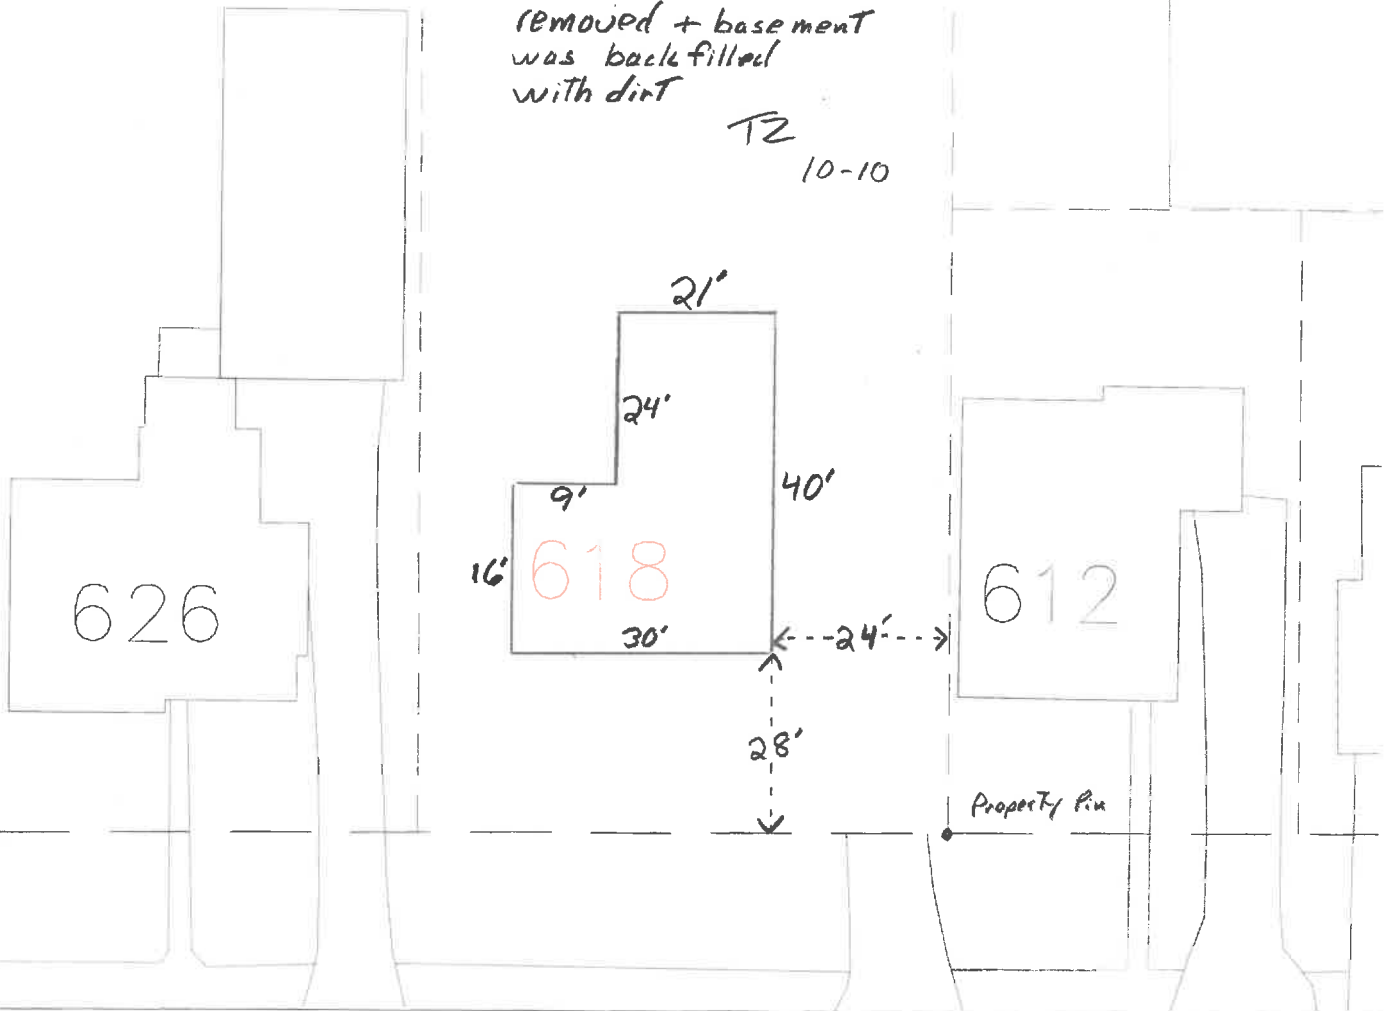 removed + basement
was backfilled
with dirt
TZ
10-10
21'
24'
9'
40'
16'
618
30'
24'
28'
626
612
Property Pin